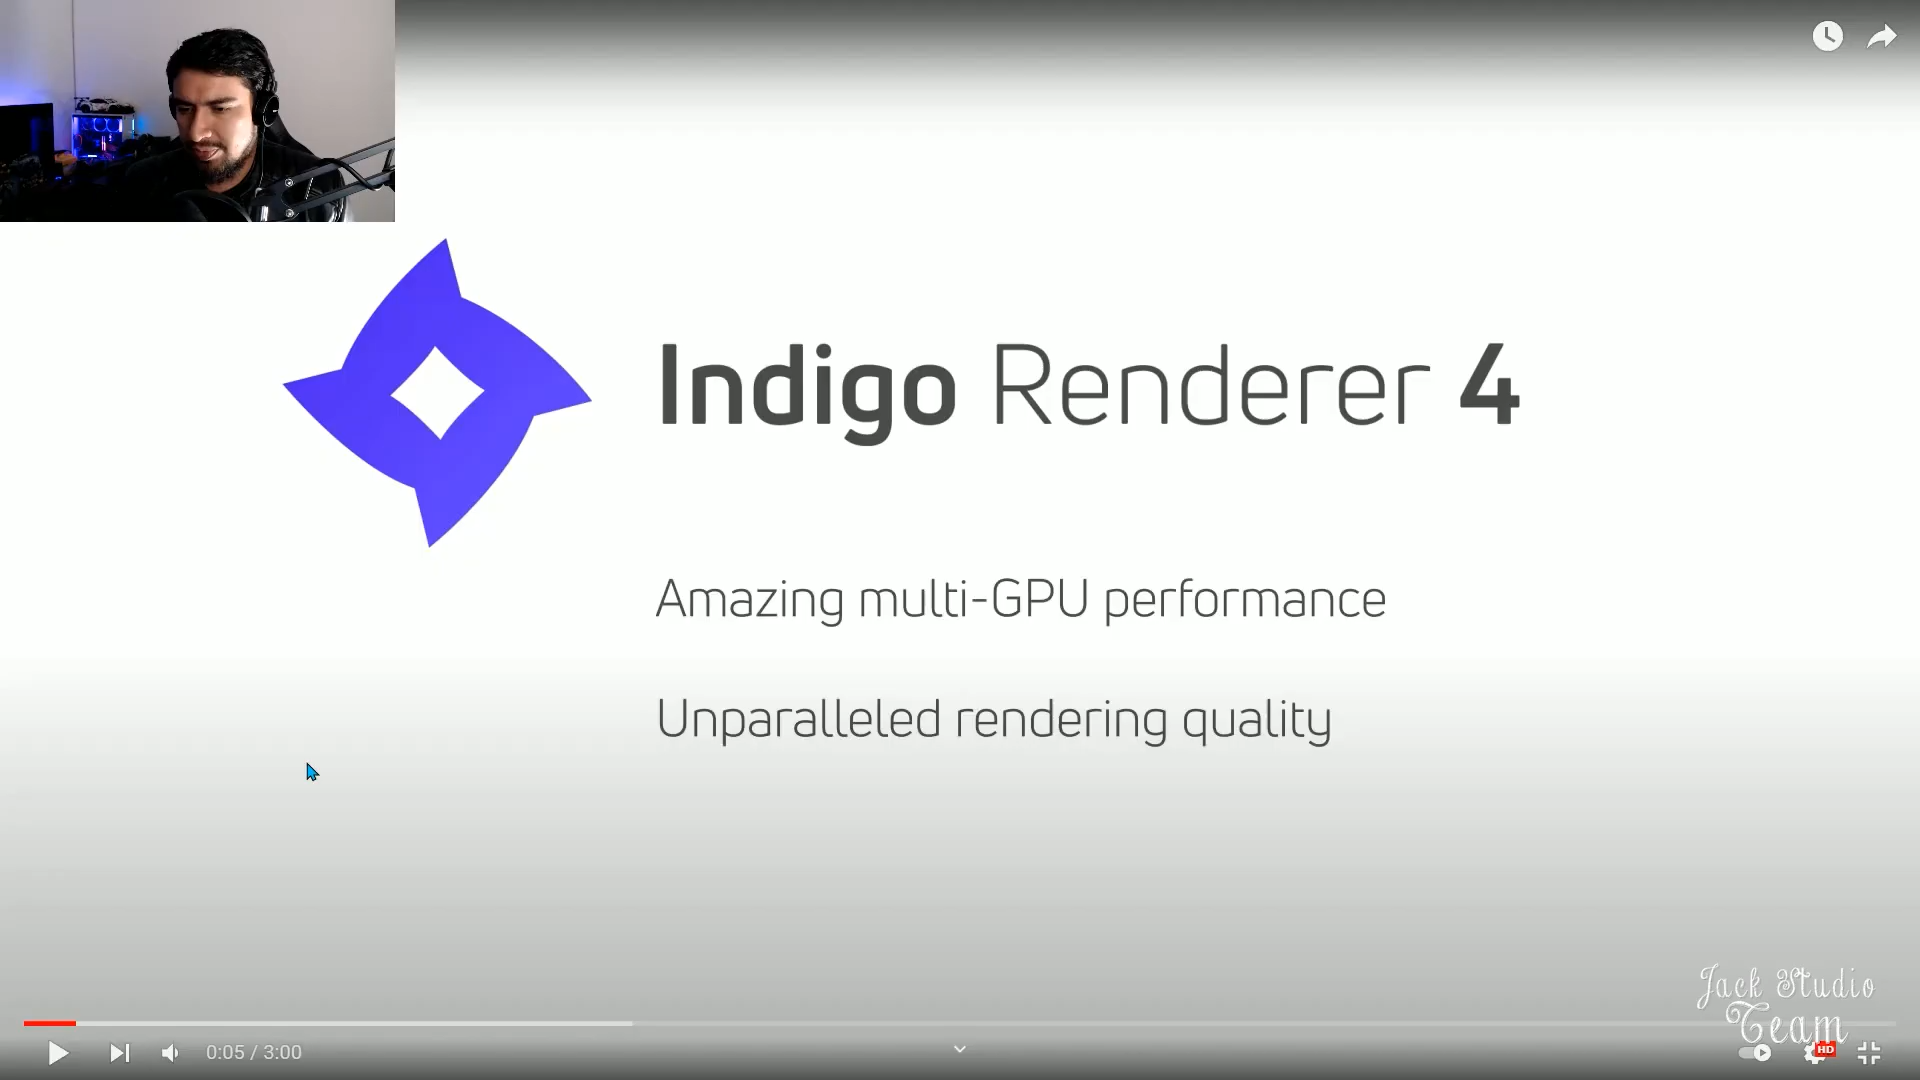 Indigo Renderer 4
Amazing multi-GPU performance
Unparalleled rendering quality
Jack Studio
Team
0:05 / 3:00
HD